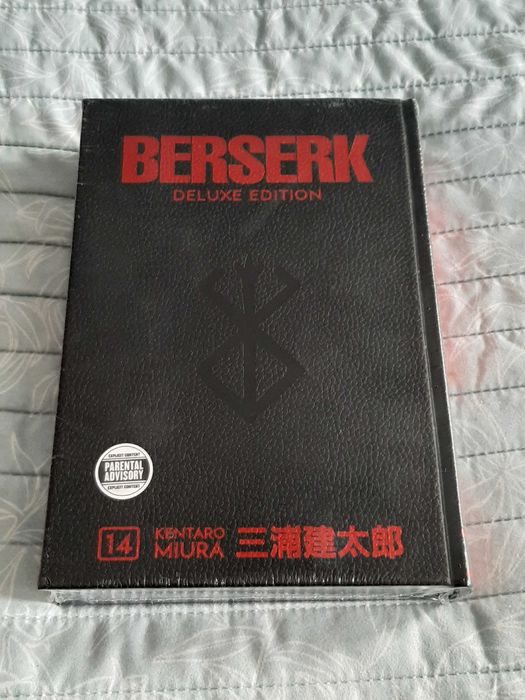 BERSERK
DELUXE EDITION
EXPLICIT CONTENT
PARENTAL
ADVISORY
EXPLICIT CONTENT
14
KENTARO
MIURA 三浦建太郎